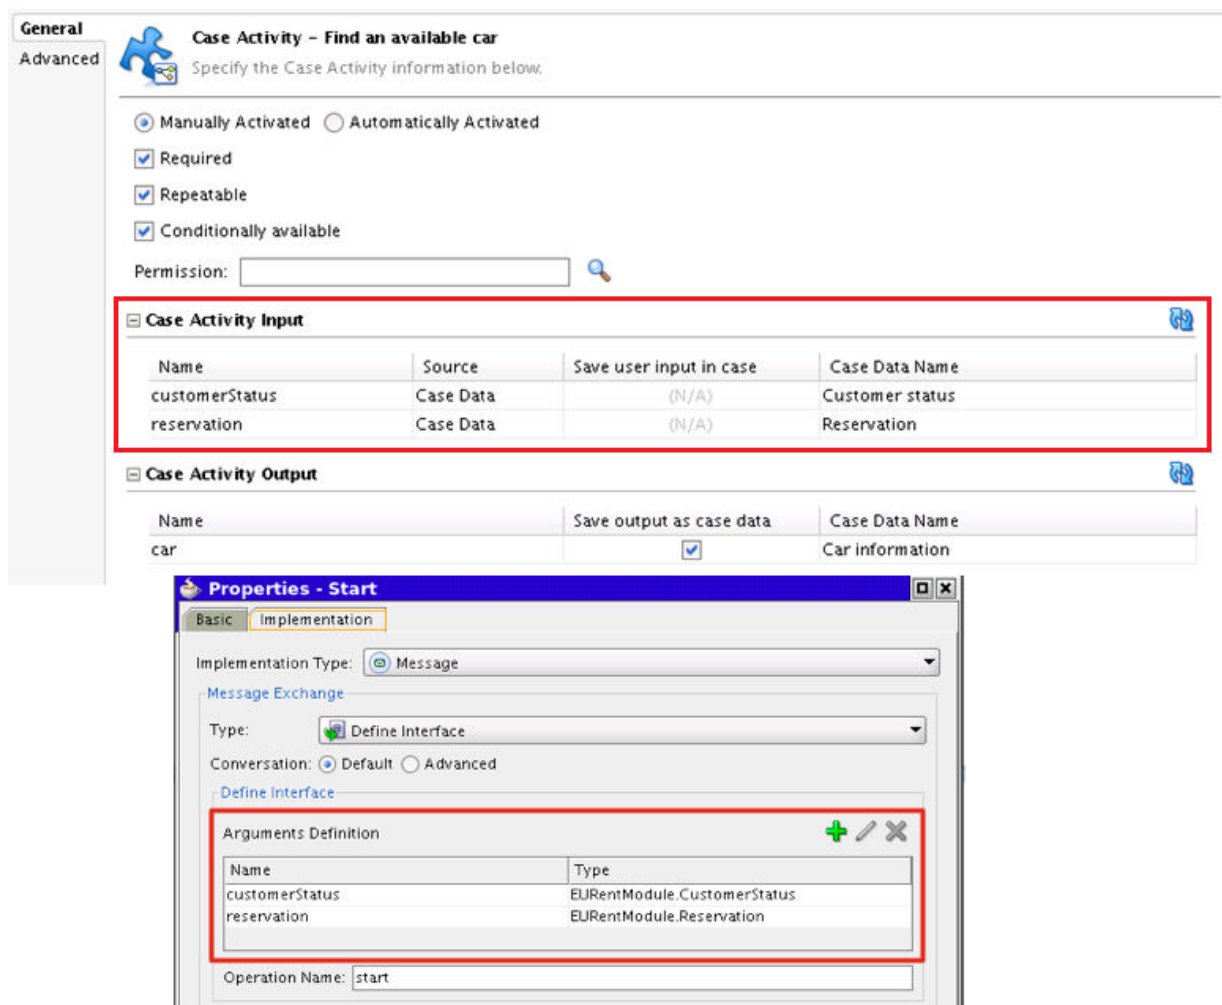 General
Advanced
Case Activity – Find an available car
Specify the Case Activity information below.
Manually Activated Automatically Activated
Required
Repeatable
Conditionally available
Permission:
Case Activity Input
Name Source Save user input in case Case Data Name
customerStatus Case Data (N/A) Customer status
reservation Case Data (N/A) Reservation
Case Activity Output
Name Save output as case data Case Data Name
car Car information
Properties - Start
Basic Implementation
Implementation Type: Message
Message Exchange
Type: Define Interface
Conversation: Default Advanced
Define Interface
Arguments Definition
Name Type
customerStatus EURentModule.CustomerStatus
reservation EURentModule.Reservation
Operation Name: start